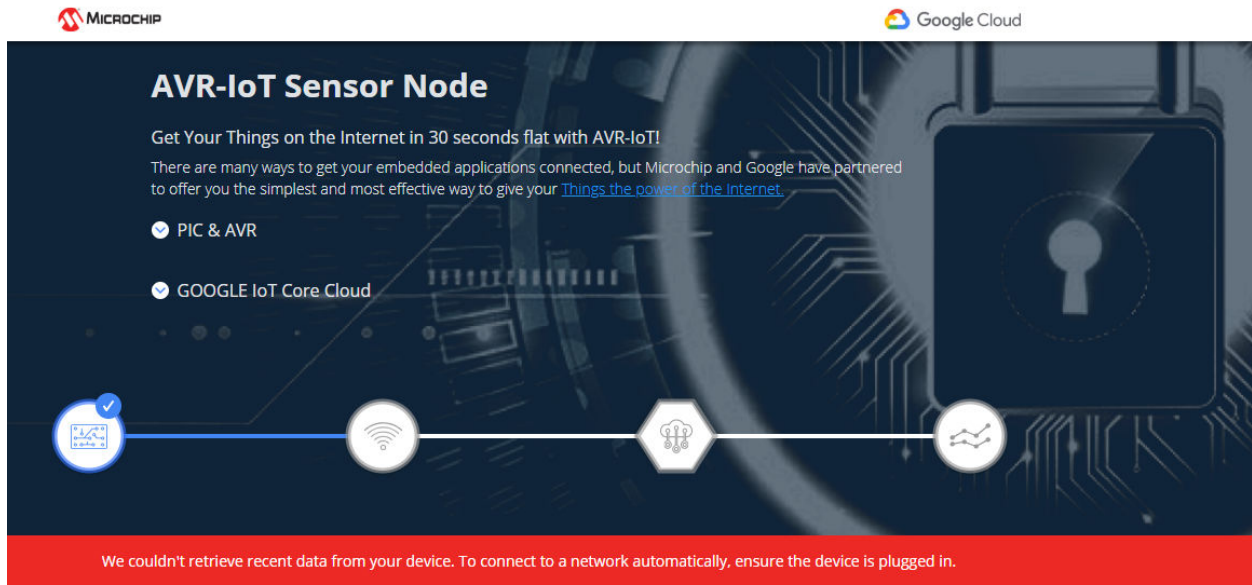 MICROCHIP
Google Cloud
AVR-IoT Sensor Node
Get Your Things on the Internet in 30 seconds flat with AVR-IoT!
There are many ways to get your embedded applications connected, but Microchip and Google have partnered
to offer you the simplest and most effective way to give your Things the power of the Internet.
PIC & AVR
GOOGLE IoT Core Cloud
We couldn't retrieve recent data from your device. To connect to a network automatically, ensure the device is plugged in.